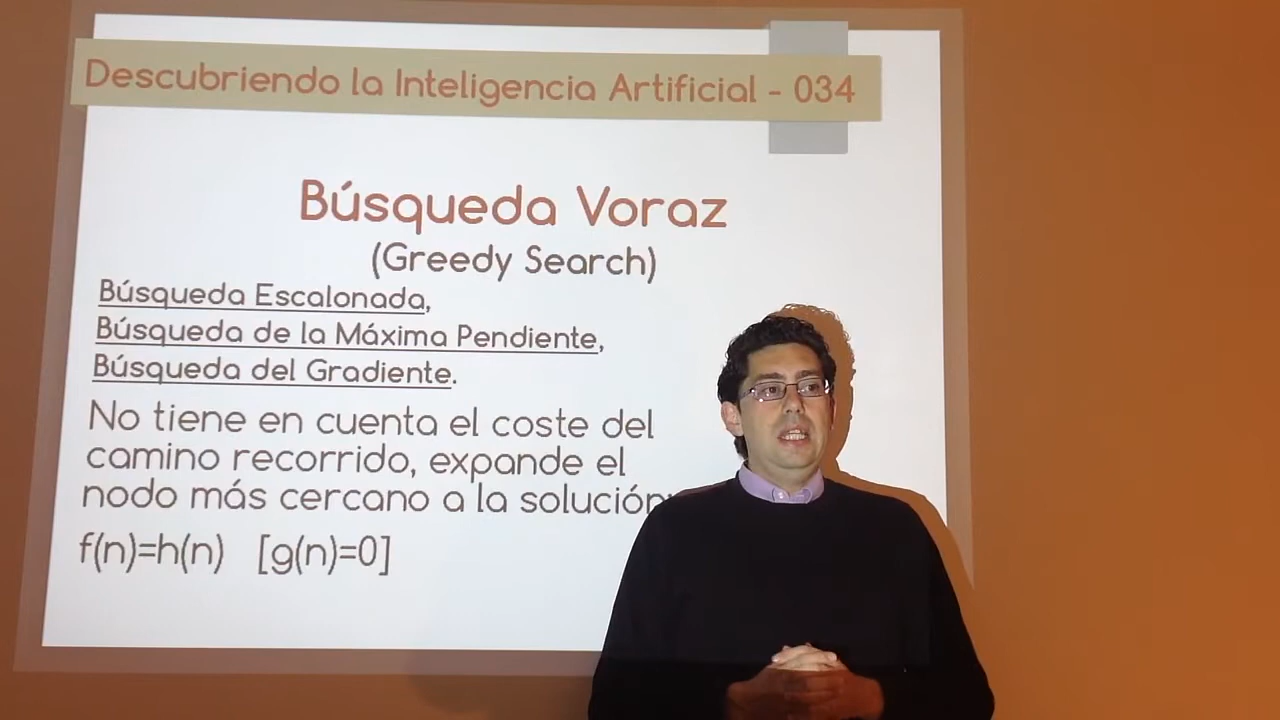 Descubriendo la Inteligencia Artificial - 034
Búsqueda Voraz
(Greedy Search)
Búsqueda Escalonada,
Búsqueda de la Máxima Pendiente,
Búsqueda del Gradiente.
No tiene en cuenta el coste del
camino recorrido, expande el
nodo más cercano a la solución:
f(n)=h(n) [g(n)=0]